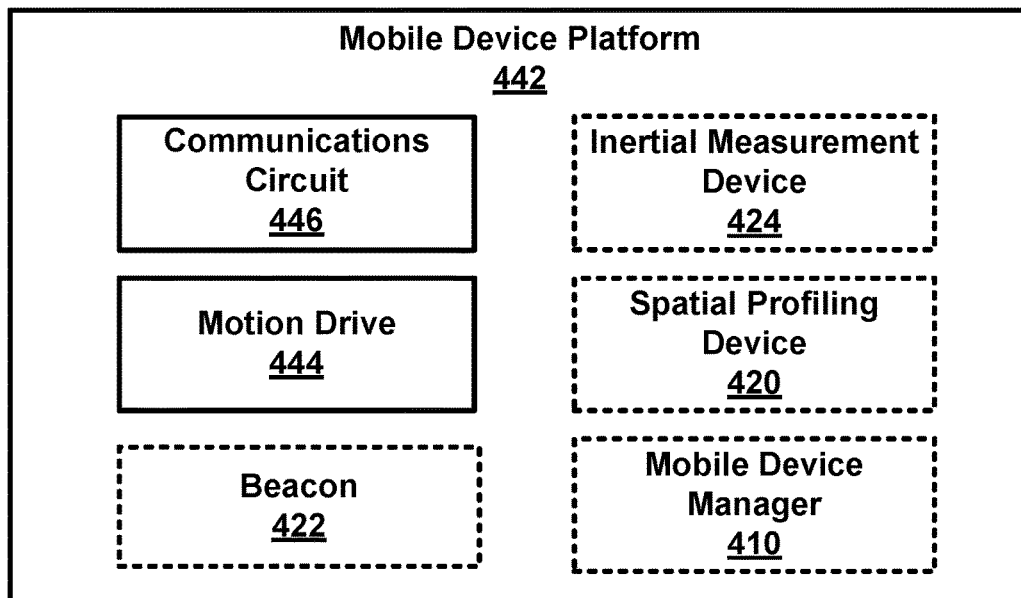 Mobile Device Platform
442
Communications
Circuit
446
Inertial Measurement
Device
424
Motion Drive
444
Spatial Profiling
Device
420
Beacon
422
Mobile Device
Manager
410